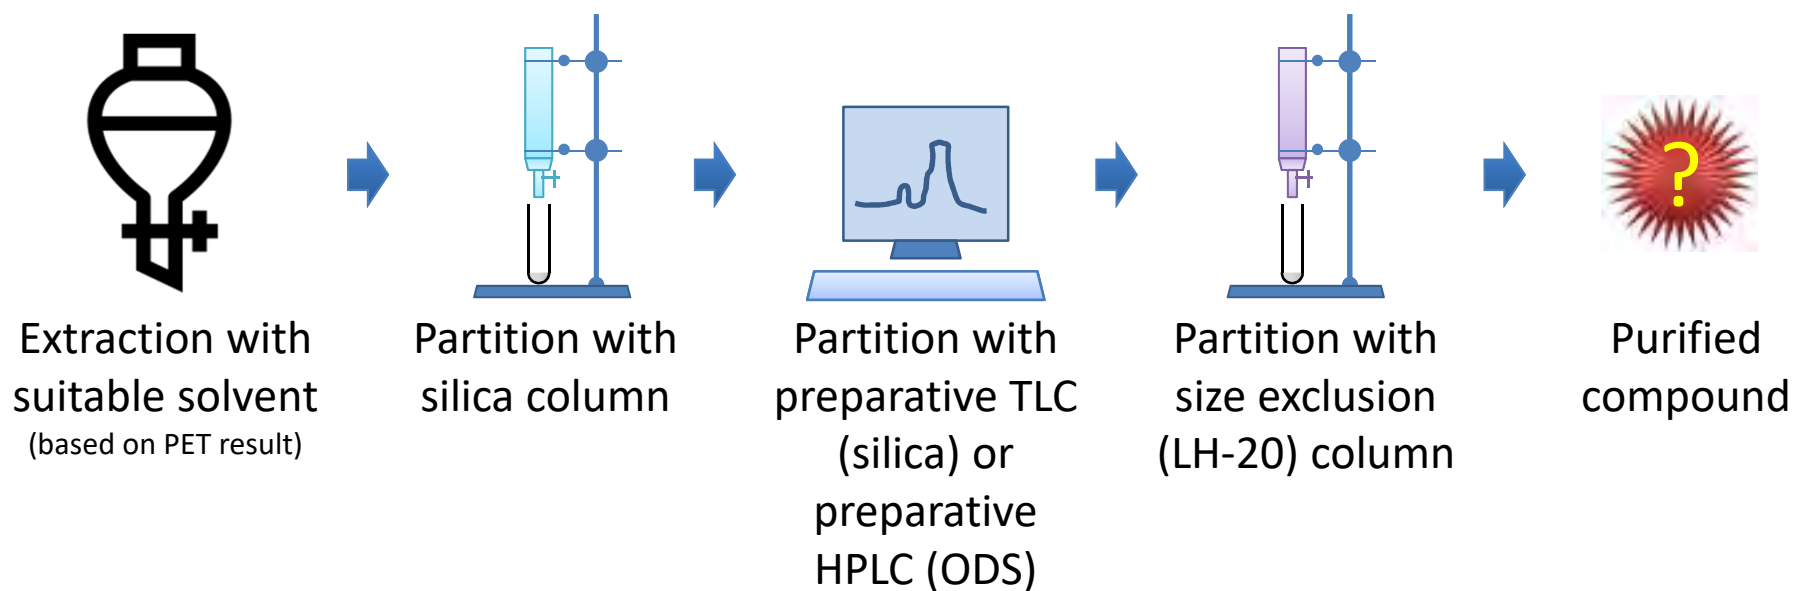 Extraction with
suitable solvent
(based on PET result)
Partition with
silica column
Partition with
preparative TLC
(silica) or
preparative
HPLC (ODS)
Partition with
size exclusion
(LH-20) column
?
Purified
compound